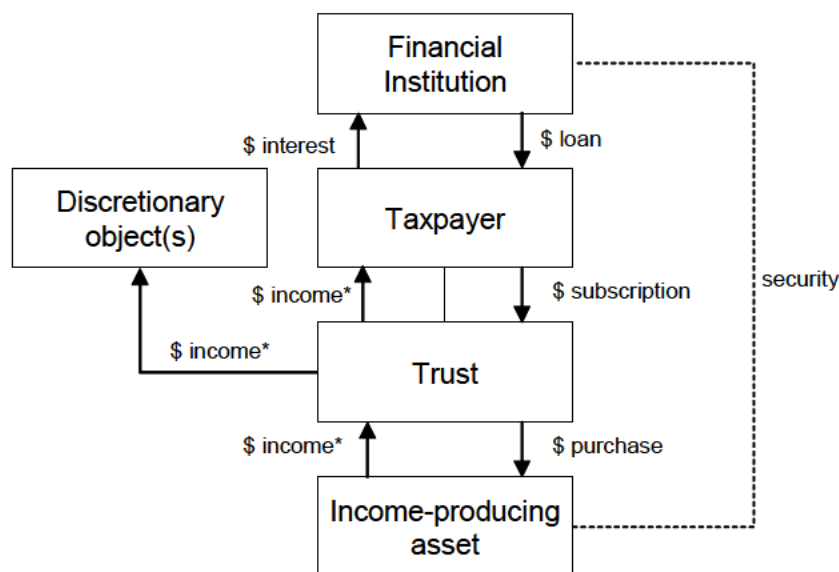 Financial
Institution
$ interest
$ loan
Discretionary
object(s)
Taxpayer
$ income*
$ subscription
security
$ income*
Trust
$ income*
$ purchase
Income-producing
asset